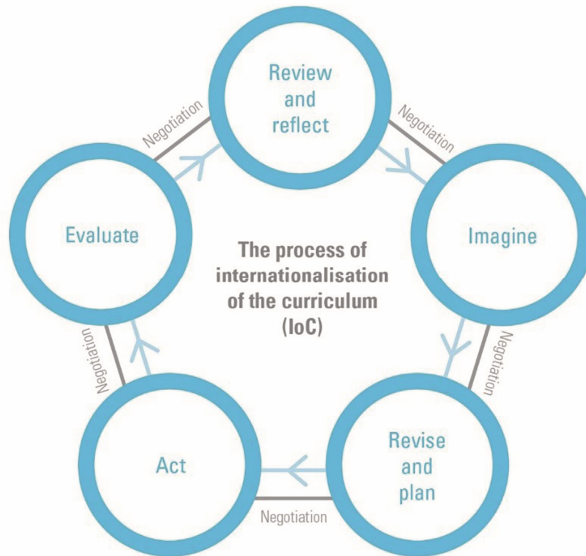 Review
and
reflect
Negotiation
Negotiation
Evaluate
Imagine
The process of
internationalisation
of the curriculum
(IoC)
Negotiation
Negotiation
Act
Revise
and
plan
Negotiation